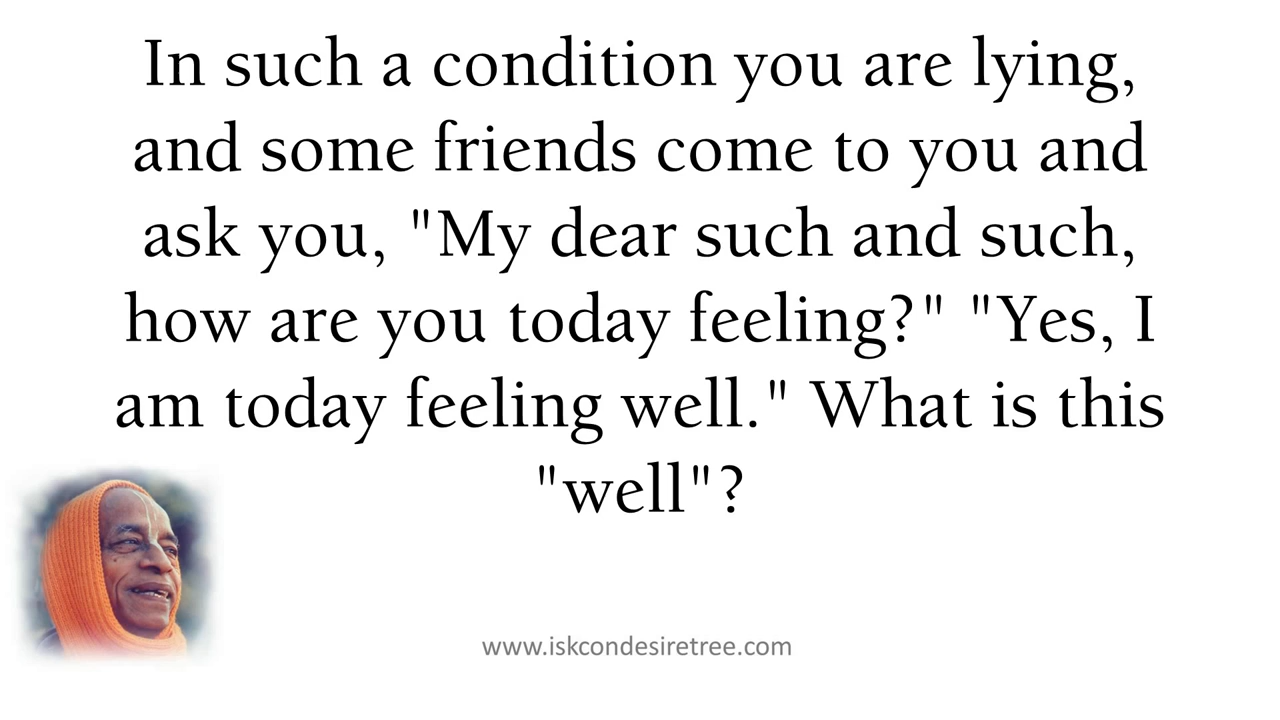 In such a condition you are lying,
and some friends come to you and
ask you, "My dear such and such,
how are you today feeling?" "Yes, I
am today feeling well." What is this
"well"?
www.iskcondesiretree.com